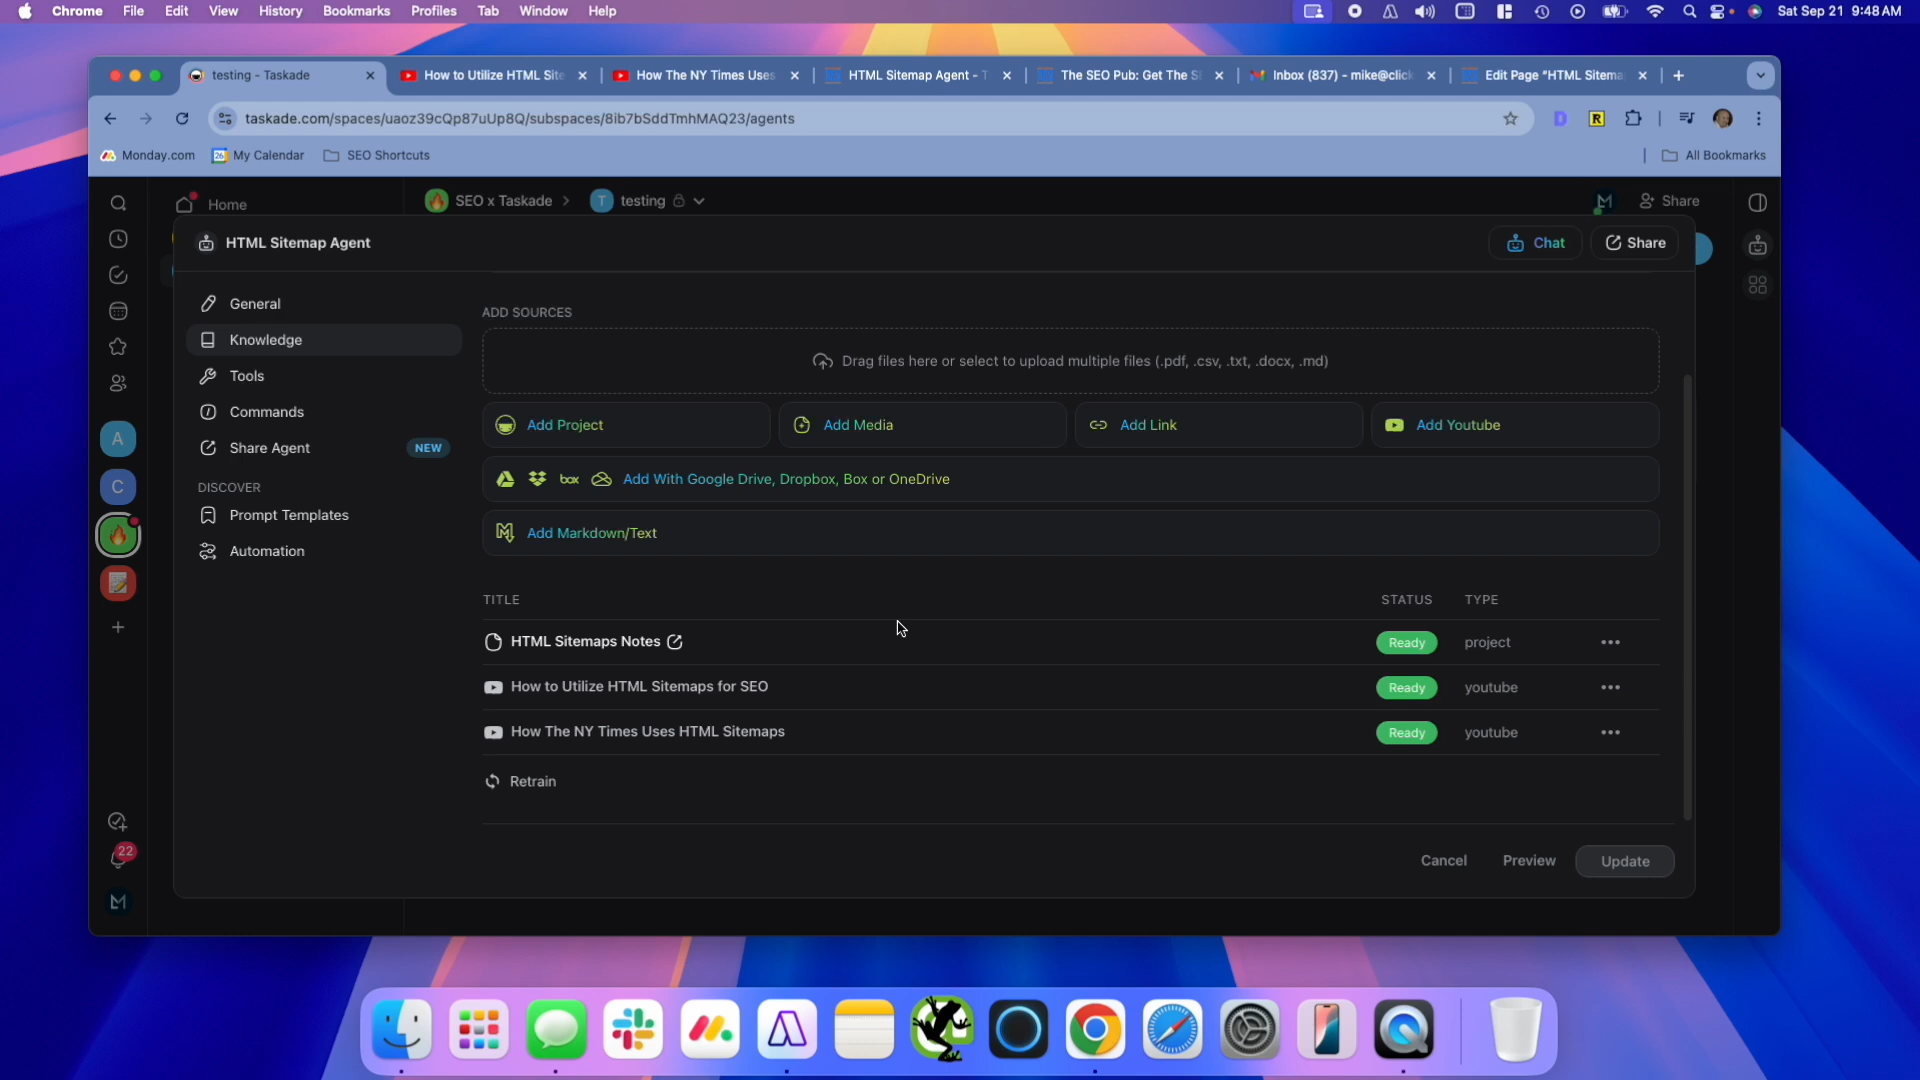 Chrome File Edit View History Bookmarks Profiles Tab Window Help Sat Sep 21 9:48 AM
testing - Taskade How to Utilize HTML Site How The NY Times Uses HTML Sitemap Agent - The SEO Pub: Get The Inbox (837) - mike@click Edit Page "HTML Sitema
taskade.com/spaces/uaoz39cQp87uUp8Q/subspaces/8ib7bSddTmhMAQ23/agents
Monday.com 26 My Calendar SEO Shortcuts All Bookmarks
Home SEO x Taskade T testing Share
HTML Sitemap Agent Chat Share
General
Knowledge
Tools
Commands
Share Agent NEW
DISCOVER
Prompt Templates
Automation
A
C
22
ADD SOURCES
Drag files here or select to upload multiple files (.pdf, .csv, .txt, .docx, .md)
Add Project Add Media Add Link Add Youtube
box Add With Google Drive, Dropbox, Box or OneDrive
Add Markdown/Text
TITLE STATUS TYPE
HTML Sitemaps Notes Ready project
How to Utilize HTML Sitemaps for SEO Ready youtube
How The NY Times Uses HTML Sitemaps Ready youtube
Retrain
Cancel Preview Update